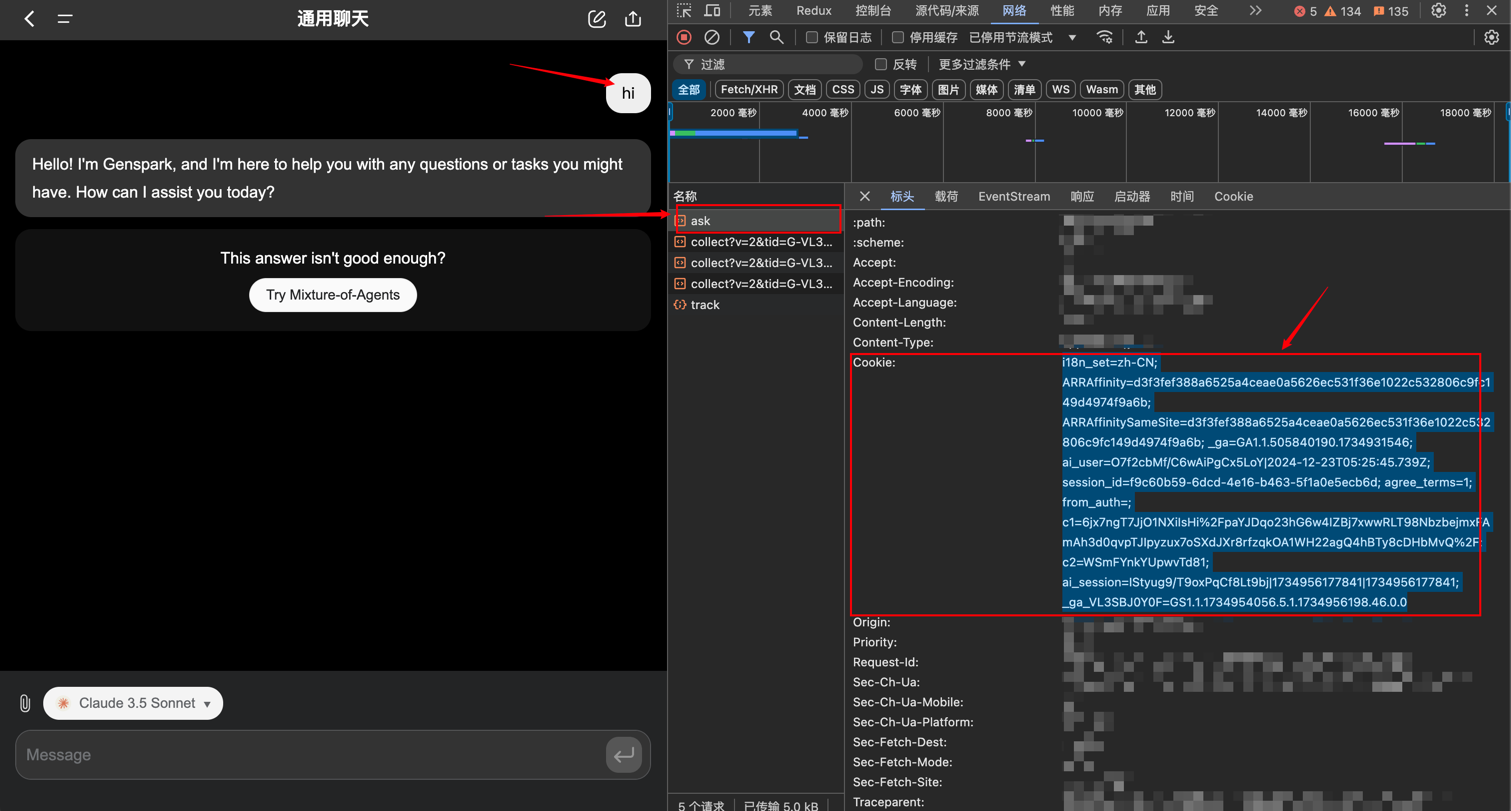 通用聊天
hi
Hello! I'm Genspark, and I'm here to help you with any questions or tasks you might
have. How can I assist you today?
This answer isn't good enough?
Try Mixture-of-Agents
Claude 3.5 Sonnet
Message
元素 Redux 控制台 源代码/来源 网络 性能 内存 应用 安全 5 134 135
保留日志 停用缓存 已停用节流模式
过滤 反转 更多过滤条件
全部 Fetch/XHR 文档 CSS JS 字体 图片 媒体 清单 WS Wasm 其他
2000 毫秒 4000 毫秒 6000 毫秒 8000 毫秒 10000 毫秒 12000 毫秒 14000 毫秒 16000 毫秒 18000 毫秒
名称
ask
collect?v=2&tid=G-VL3...
collect?v=2&tid=G-VL3...
collect?v=2&tid=G-VL3...
track
5 个请求 已传输 5.0 kB
标头 载荷 EventStream 响应 启动器 时间 Cookie
:path:
:scheme:
Accept:
Accept-Encoding:
Accept-Language:
Content-Length:
Content-Type:
Cookie:
i18n_set=zh-CN;
ARRAffinity=d3f3fef388a6525a4ceae0a5626ec531f36e1022c532806c9fc1
49d4974f9a6b;
ARRAffinitySameSite=d3f3fef388a6525a4ceae0a5626ec531f36e1022c532
806c9fc149d4974f9a6b; _ga=GA1.1.505840190.1734931546;
ai_user=O7f2cbMf/C6wAiPgCx5LoY|2024-12-23T05:25:45.739Z;
session_id=f9c60b59-6dcd-4e16-b463-5f1a0e5ecb6d; agree_terms=1;
from_auth=;
c1=6jx7ngT7JjO1NXiIsHi%2FpaYJDqo23hG6w4IZBj7xwwRLT98NbzbejmxFA
mAh3d0qvpTJIpyzux7oSXdJXr8rfzqkOA1WH22agQ4hBTy8cDHbMvQ%2F;
c2=WSmFYnkYUpwvTd81;
ai_session=IStyug9/T9oxPqCf8Lt9bj|1734956177841|1734956177841;
_ga_VL3SBJ0Y0F=GS1.1.1734954056.5.1.1734956198.46.0.0
Origin:
Priority:
Request-Id:
Sec-Ch-Ua:
Sec-Ch-Ua-Mobile:
Sec-Ch-Ua-Platform:
Sec-Fetch-Dest:
Sec-Fetch-Mode:
Sec-Fetch-Site:
Traceparent: